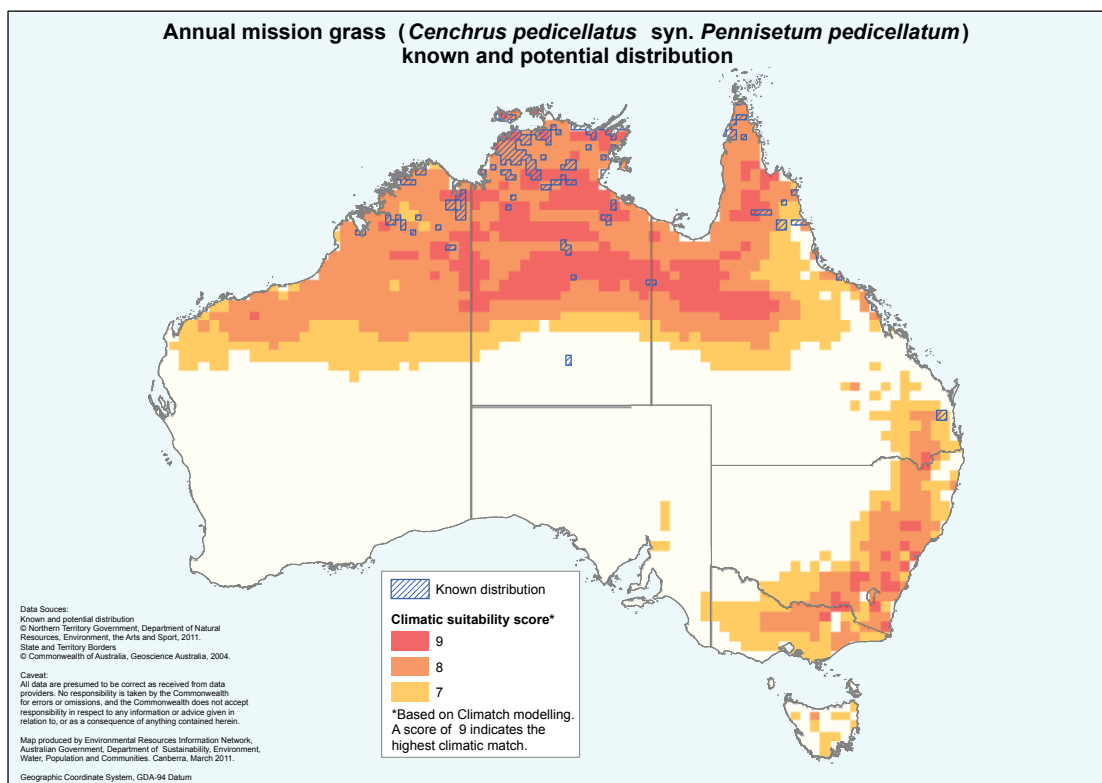 Annual mission grass (Cenchrus pedicellatus syn. Pennisetum pedicellatum)
known and potential distribution
Known distribution
Climatic suitability score*
9
8
7
*Based on Climatch modelling.
A score of 9 indicates the
highest climatic match.
Data Souces:
Known and potential distribution
© Northern Territory Government, Department of Natural
Resources, Environment, the Arts and Sport, 2011.
State and Territory Borders
© Commonwealth of Australia, Geoscience Australia, 2004.
Caveat:
All data are presumed to be correct as received from data
providers. No responsibility is taken by the Commonwealth
for errors or omissions, and the Commonwealth does not accept
responsibility in respect to any information or advice given in
relation to, or as a consequence of anything contained herein.
Map produced by Environmental Resources Information Network,
Australian Government, Department of Sustainability, Environment,
Water, Population and Communities. Canberra, March 2011.
Geographic Coordinate System, GDA-94 Datum